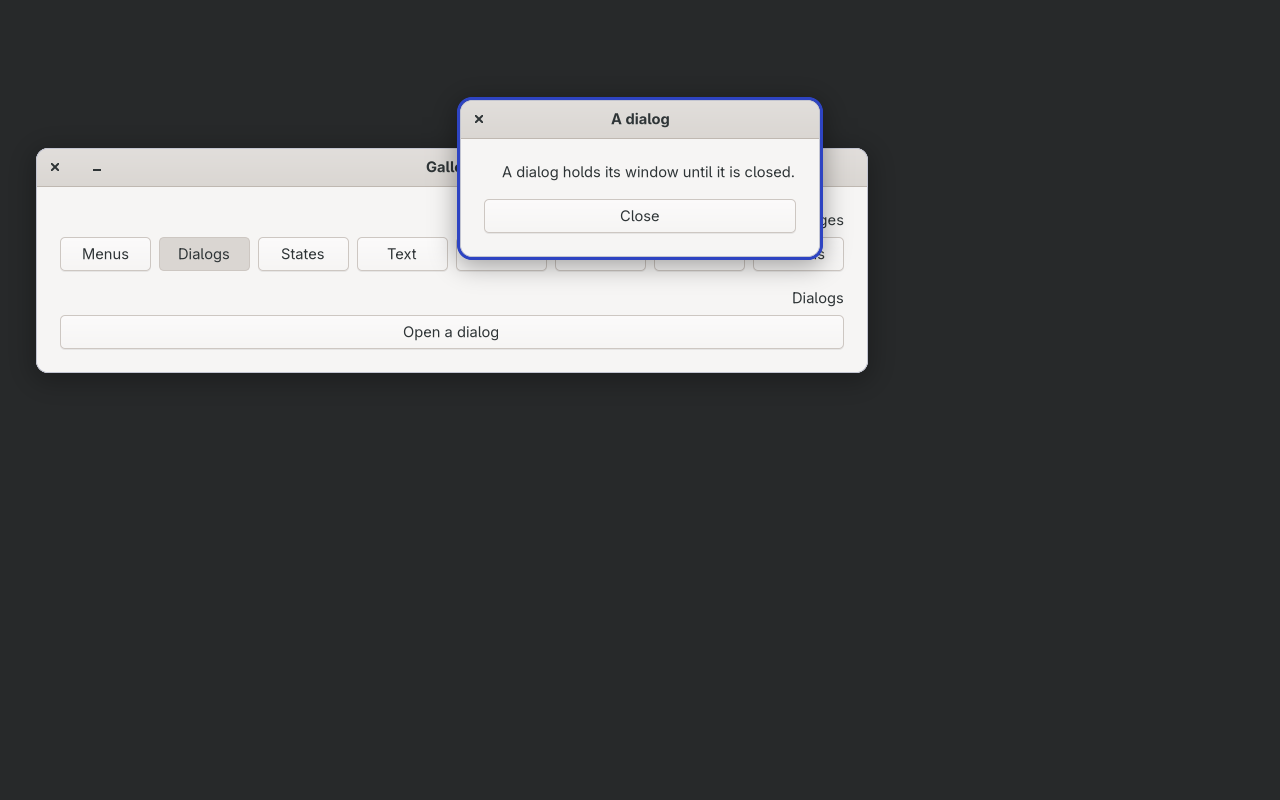 A dialog
A dialog holds its window until it is closed.
Close
Menus
Dialogs
States
Text
Dialogs
Open a dialog